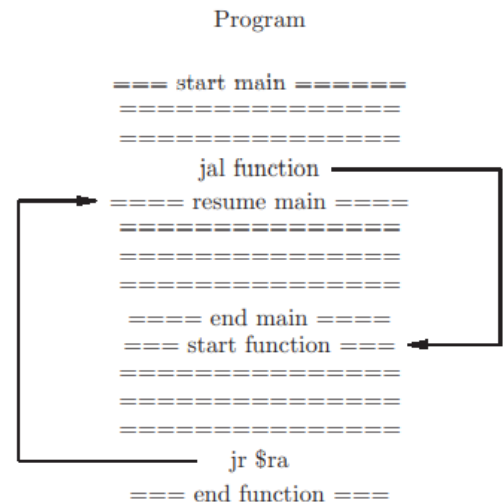 Program
=== start main ======
===============
===============
jal function
==== resume main ====
===============
===============
===============
==== end main ====
=== start function ===
===============
===============
===============
jr $ra
=== end function ===